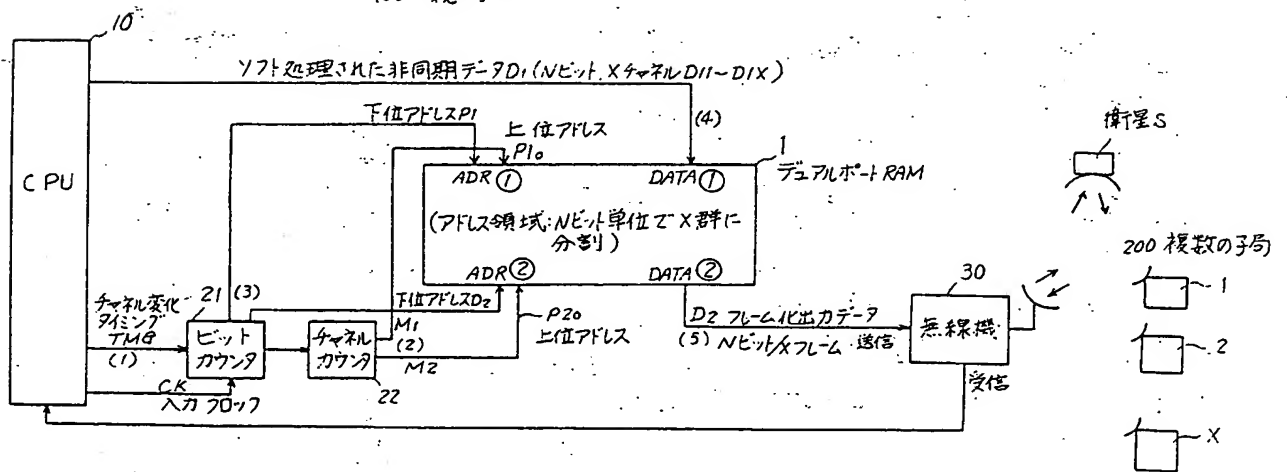 10
ソフト処理された非同期データD1(Nビット.XチャネルD11~D1X)
下位アドレスP1
(4)
上位アドレス
P1o
1
デュアルポートRAM
衛星S
CPU
ADR①
DATA①
(アドレス領域:Nビット単位でX群に
分割)
ADR②
DATA②
200 複数の子局
1
2
X
チャネル変化
タイミング
TMG
(1)
21
(3)
ビット
カウンタ
下位アドレスD2
M1
(2)
M2
チャネル
カウンタ
22
P2o
上位アドレス
D2 フレーム化出力データ
(5) Nビット/Xフレーム 送信
30
無線機
受信
CK
入力クロック